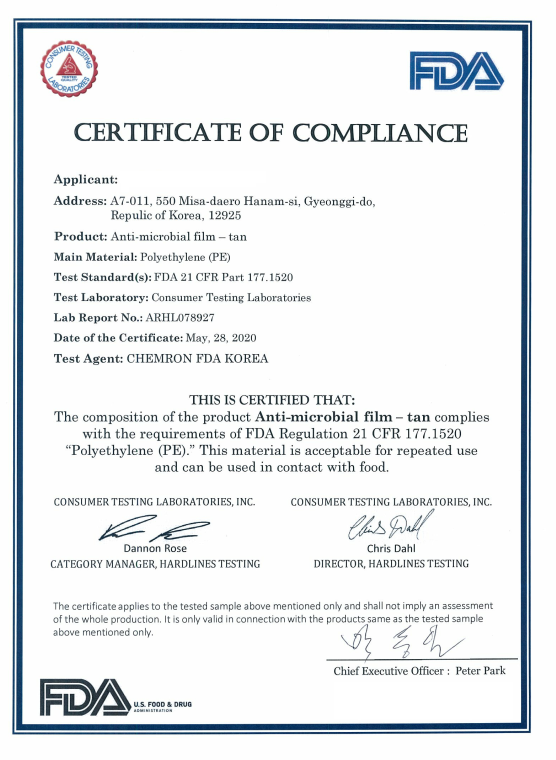 CONSUMER TESTING
TESTED
QUALITY
LABORATORIES
FDA
CERTIFICATE OF COMPLIANCE
Applicant:
Address: A7-011, 550 Misa-daero Hanam-si, Gyeonggi-do,
Repulic of Korea, 12925
Product: Anti-microbial film – tan
Main Material: Polyethylene (PE)
Test Standard(s): FDA 21 CFR Part 177.1520
Test Laboratory: Consumer Testing Laboratories
Lab Report No.: ARHL078927
Date of the Certificate: May, 28, 2020
Test Agent: CHEMRON FDA KOREA
THIS IS CERTIFIED THAT:
The composition of the product Anti-microbial film – tan complies
with the requirements of FDA Regulation 21 CFR 177.1520
“Polyethylene (PE).” This material is acceptable for repeated use
and can be used in contact with food.
CONSUMER TESTING LABORATORIES, INC.
Dannon Rose
CATEGORY MANAGER, HARDLINES TESTING
CONSUMER TESTING LABORATORIES, INC.
Chris Dahl
Chris Dahl
DIRECTOR, HARDLINES TESTING
The certificate applies to the tested sample above mentioned only and shall not imply an assessment
of the whole production. It is only valid in connection with the products same as the tested sample
above mentioned only.
Chief Executive Officer : Peter Park
FDA
U.S. FOOD & DRUG
ADMINISTRATION